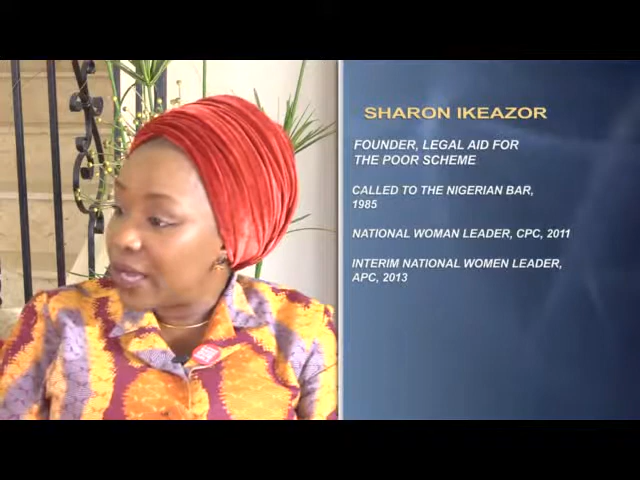 SHARON IKEAZOR
FOUNDER, LEGAL AID FOR
THE POOR SCHEME
CALLED TO THE NIGERIAN BAR,
1985
NATIONAL WOMAN LEADER, CPC, 2011
INTERIM NATIONAL WOMEN LEADER,
APC, 2013